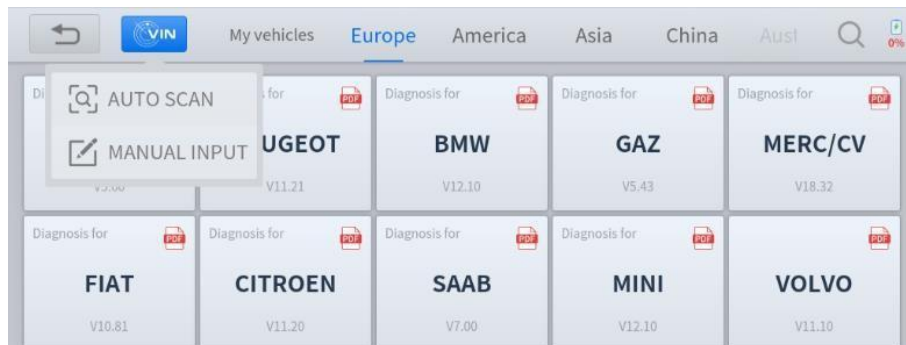 VIN My vehicles Europe America Asia China Aust 0%
AUTO SCAN
MANUAL INPUT
Di for PDF Diagnosis for PDF Diagnosis for PDF Diagnosis for PDF
UGEOT BMW GAZ MERC/CV
V11.21 V12.10 V5.43 V18.32
Diagnosis for PDF Diagnosis for PDF Diagnosis for PDF Diagnosis for PDF PDF
FIAT CITROEN SAAB MINI VOLVO
V10.81 V11.20 V7.00 V12.10 V11.10